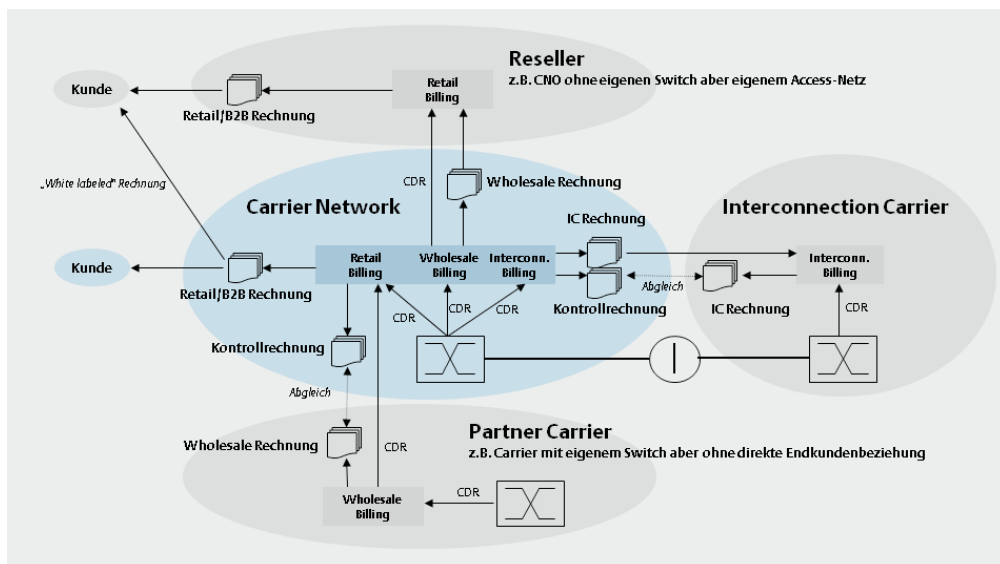 Reseller
z.B. CNO ohne eigenen Switch aber eigenem Access-Netz
Kunde
Retail
Billing
Retail/B2B Rechnung
„White labeled" Rechnung
CDR
Wholesale Rechnung
Carrier Network
IC Rechnung
Interconnection Carrier
Kunde
Retail
Billing
Wholesale
Billing
Interconn.
Billing
Interconn.
Billing
Retail/B2B Rechnung
Abgleich
Kontrollrechnung
IC Rechnung
CDR
CDR
CDR
CDR
Kontrollrechnung
Abgleich
Wholesale Rechnung
CDR
Partner Carrier
z.B. Carrier mit eigenem Switch aber ohne direkte Endkundenbeziehung
Wholesale
Billing
CDR